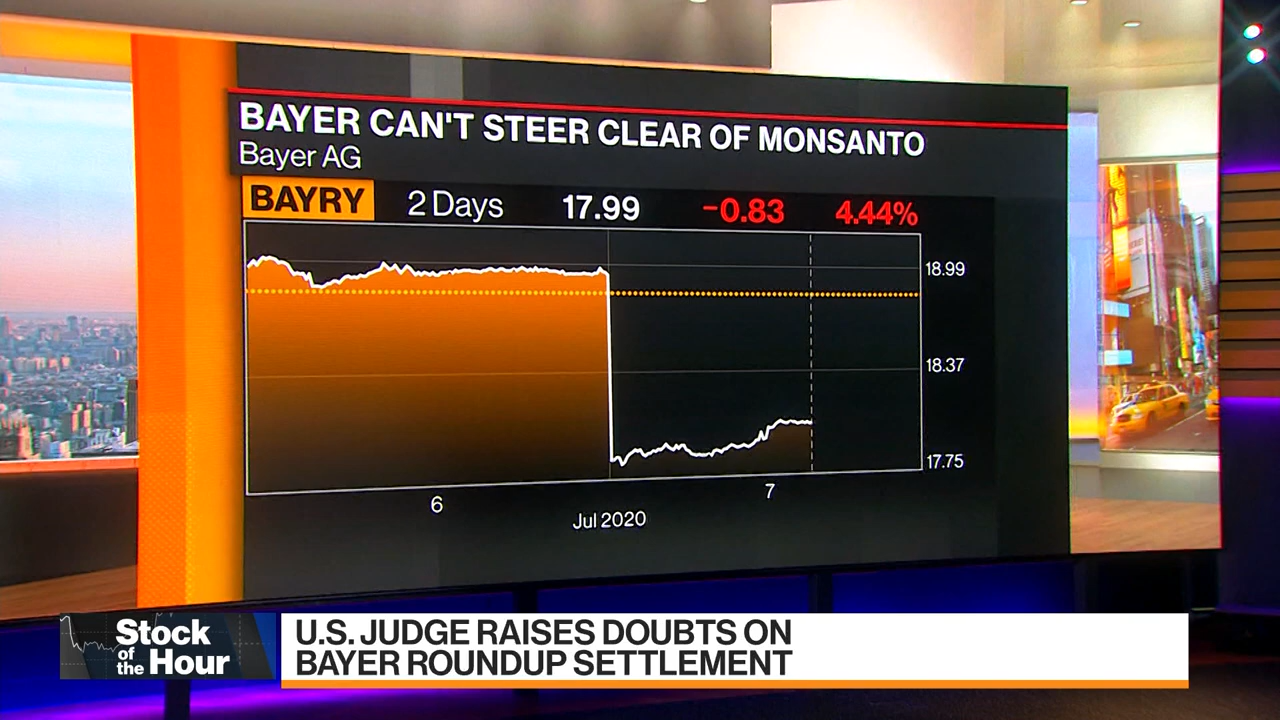 BAYER CAN'T STEER CLEAR OF MONSANTO
Bayer AG
BAYRY 2 Days 17.99 -0.83 4.44%
18.99
18.37
17.75
6 7
Jul 2020
Stock of the Hour
U.S. JUDGE RAISES DOUBTS ON
BAYER ROUNDUP SETTLEMENT